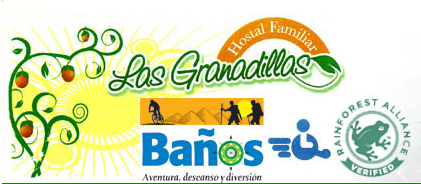 Hostal Familiar
Las Granadillas
Baños
Aventura, descanso y diversión
RAINFOREST ALLIANCE
VERIFIED